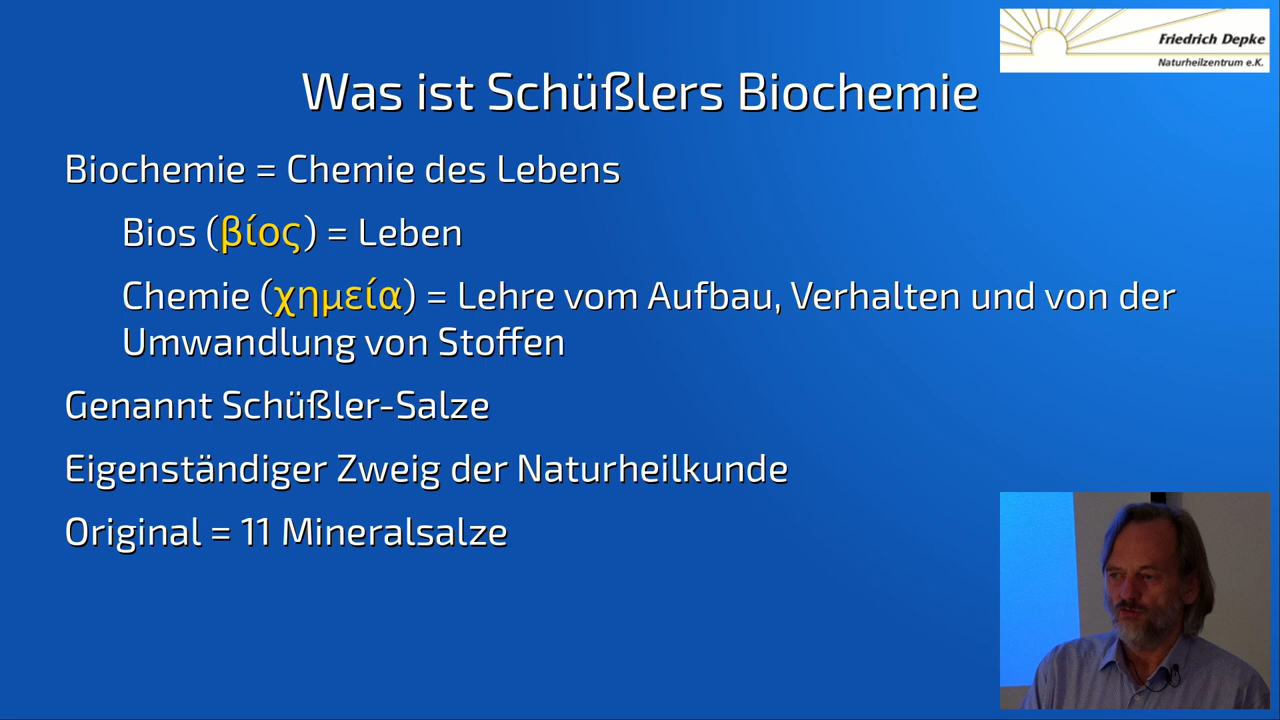 Friedrich Depke
Naturheilzentrum e.K.
Was ist Schüßlers Biochemie
Biochemie = Chemie des Lebens
Bios (βίος) = Leben
Chemie (χημεία) = Lehre vom Aufbau, Verhalten und von der
Umwandlung von Stoffen
Genannt Schüßler-Salze
Eigenständiger Zweig der Naturheilkunde
Original = 11 Mineralsalze